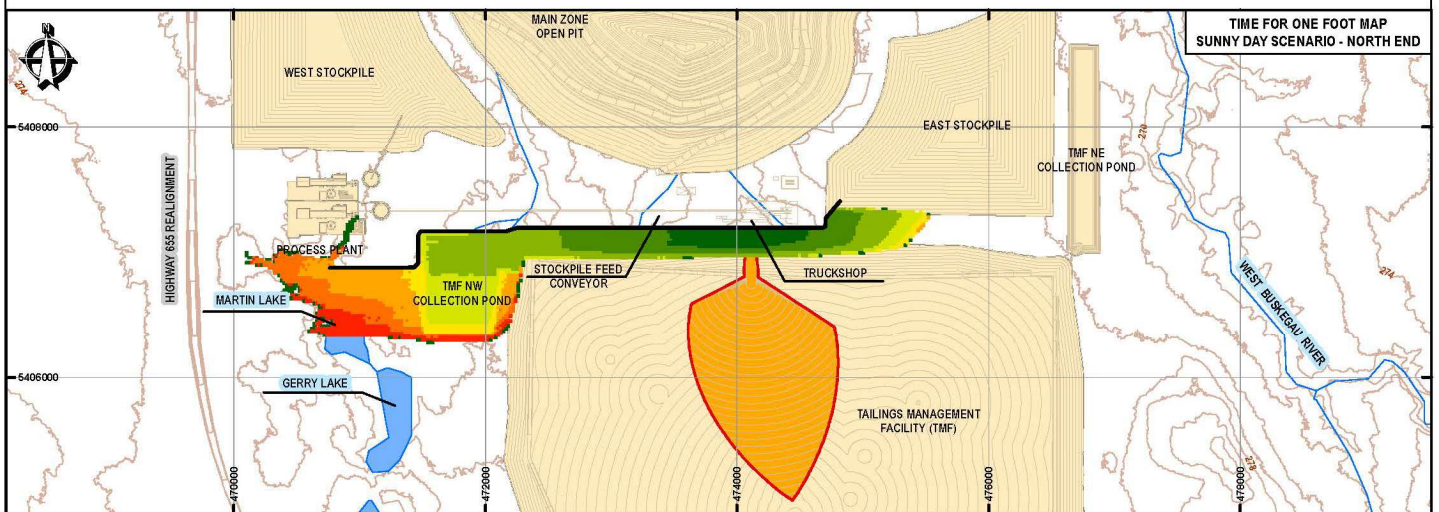 TIME FOR ONE FOOT MAP
SUNNY DAY SCENARIO - NORTH END
N
MAIN ZONE
OPEN PIT
WEST STOCKPILE
274
5408000
EAST STOCKPILE
270
TMF NE
COLLECTION POND
HIGHWAY 655 REALIGNMENT
PROCESS PLANT
STOCKPILE FEED
CONVEYOR
TRUCKSHOP
274
MARTIN LAKE
TMF NW
COLLECTION POND
WEST BUSKEGAU RIVER
5406000
GERRY LAKE
TAILINGS MANAGEMENT
FACILITY (TMF)
278
470000
472000
474000
476000
478000